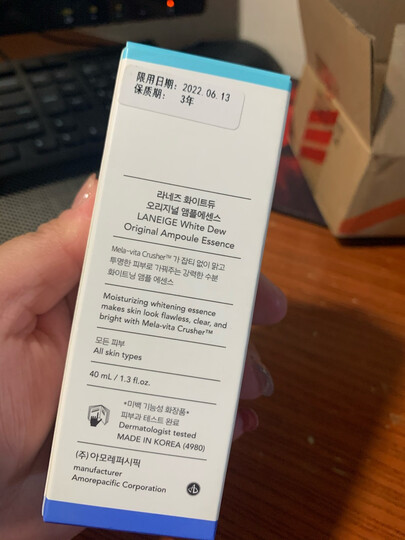 限用日期: 2022.06.13
保质期: 3年
라네즈 화이트듀
오리지널 앰플에센스
LANEIGE White Dew
Original Ampoule Essence
Mela-vita Crusher™ 가 잡티 없이 맑고
투명한 피부로 가꿔주는 강력한 수분
화이트닝 앰플 에센스
Moisturizing whitening essence
makes skin look flawless, clear, and
bright with Mela-vita Crusher™
모든 피부
All skin types
40 mL / 1.3 fl.oz.
*미백 기능성 화장품*
피부과 테스트 완료
Dermatologist tested
MADE IN KOREA (4980)
(주)아모레퍼시픽
manufacturer
Amorepacific Corporation